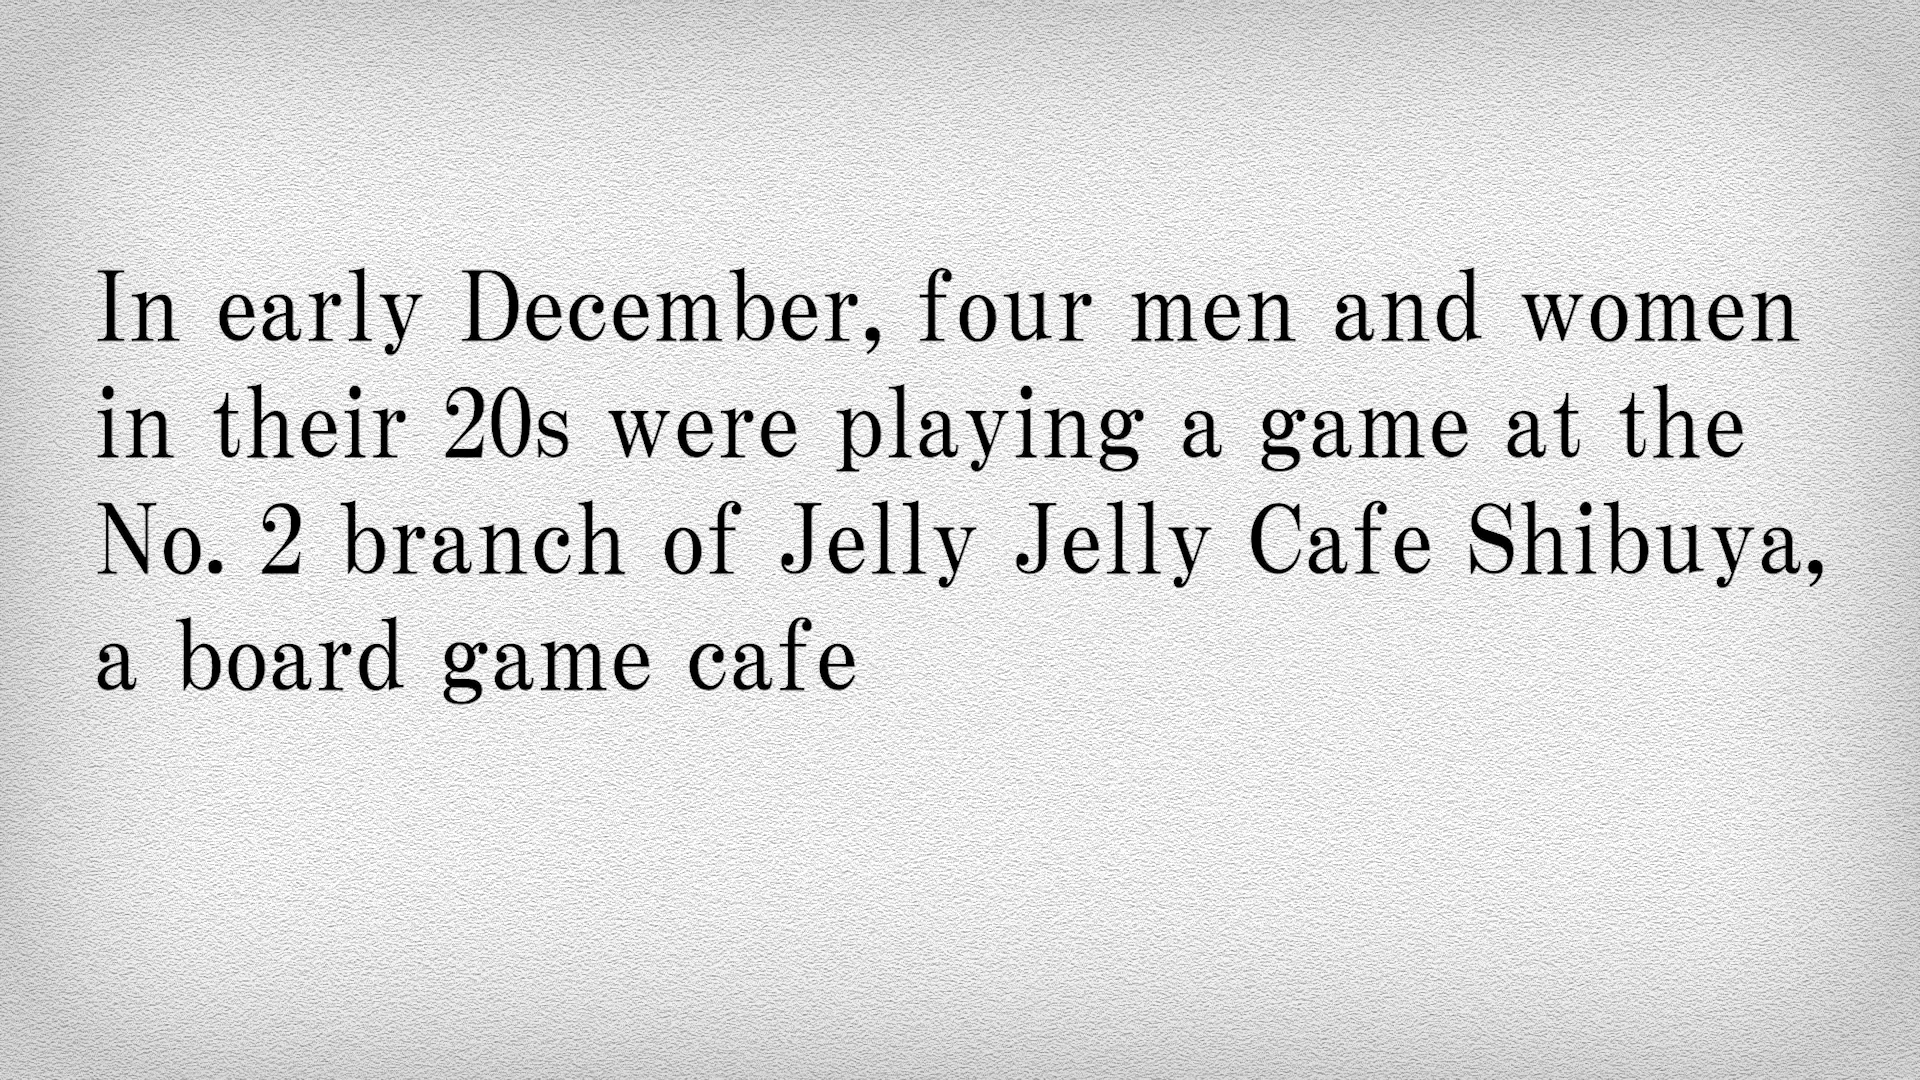 In early December, four men and women
in their 20s were playing a game at the
No. 2 branch of Jelly Jelly Cafe Shibuya,
a board game cafe